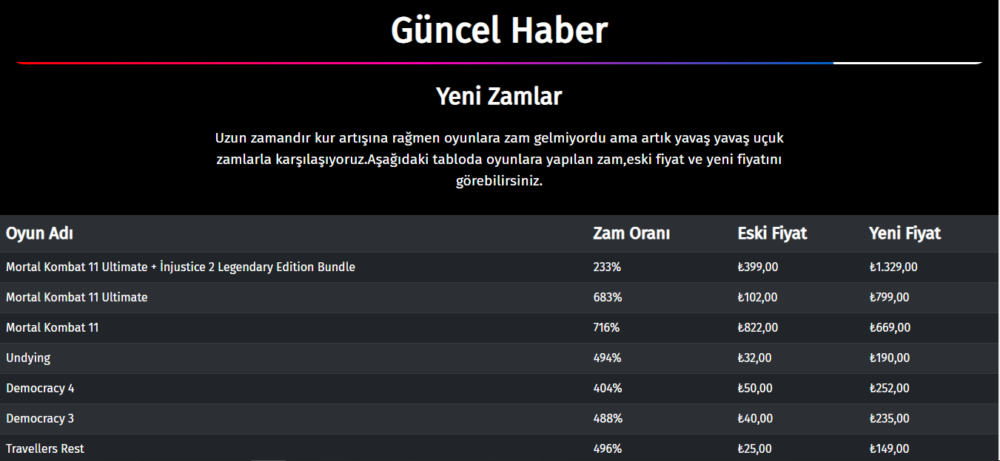 Güncel Haber
Yeni Zamlar
Uzun zamandır kur artışına rağmen oyunlara zam gelmiyordu ama artık yavaş yavaş uçuk
zamlarla karşılaşıyoruz.Aşağıdaki tabloda oyunlara yapılan zam,eski fiyat ve yeni fiyatını
görebilirsiniz.
Oyun Adı Zam Oranı Eski Fiyat Yeni Fiyat
Mortal Kombat 11 Ultimate + İnjustice 2 Legendary Edition Bundle 233% ₺399,00 ₺1.329,00
Mortal Kombat 11 Ultimate 683% ₺102,00 ₺799,00
Mortal Kombat 11 716% ₺822,00 ₺669,00
Undying 494% ₺32,00 ₺190,00
Democracy 4 404% ₺50,00 ₺252,00
Democracy 3 488% ₺40,00 ₺235,00
Travellers Rest 496% ₺25,00 ₺149,00